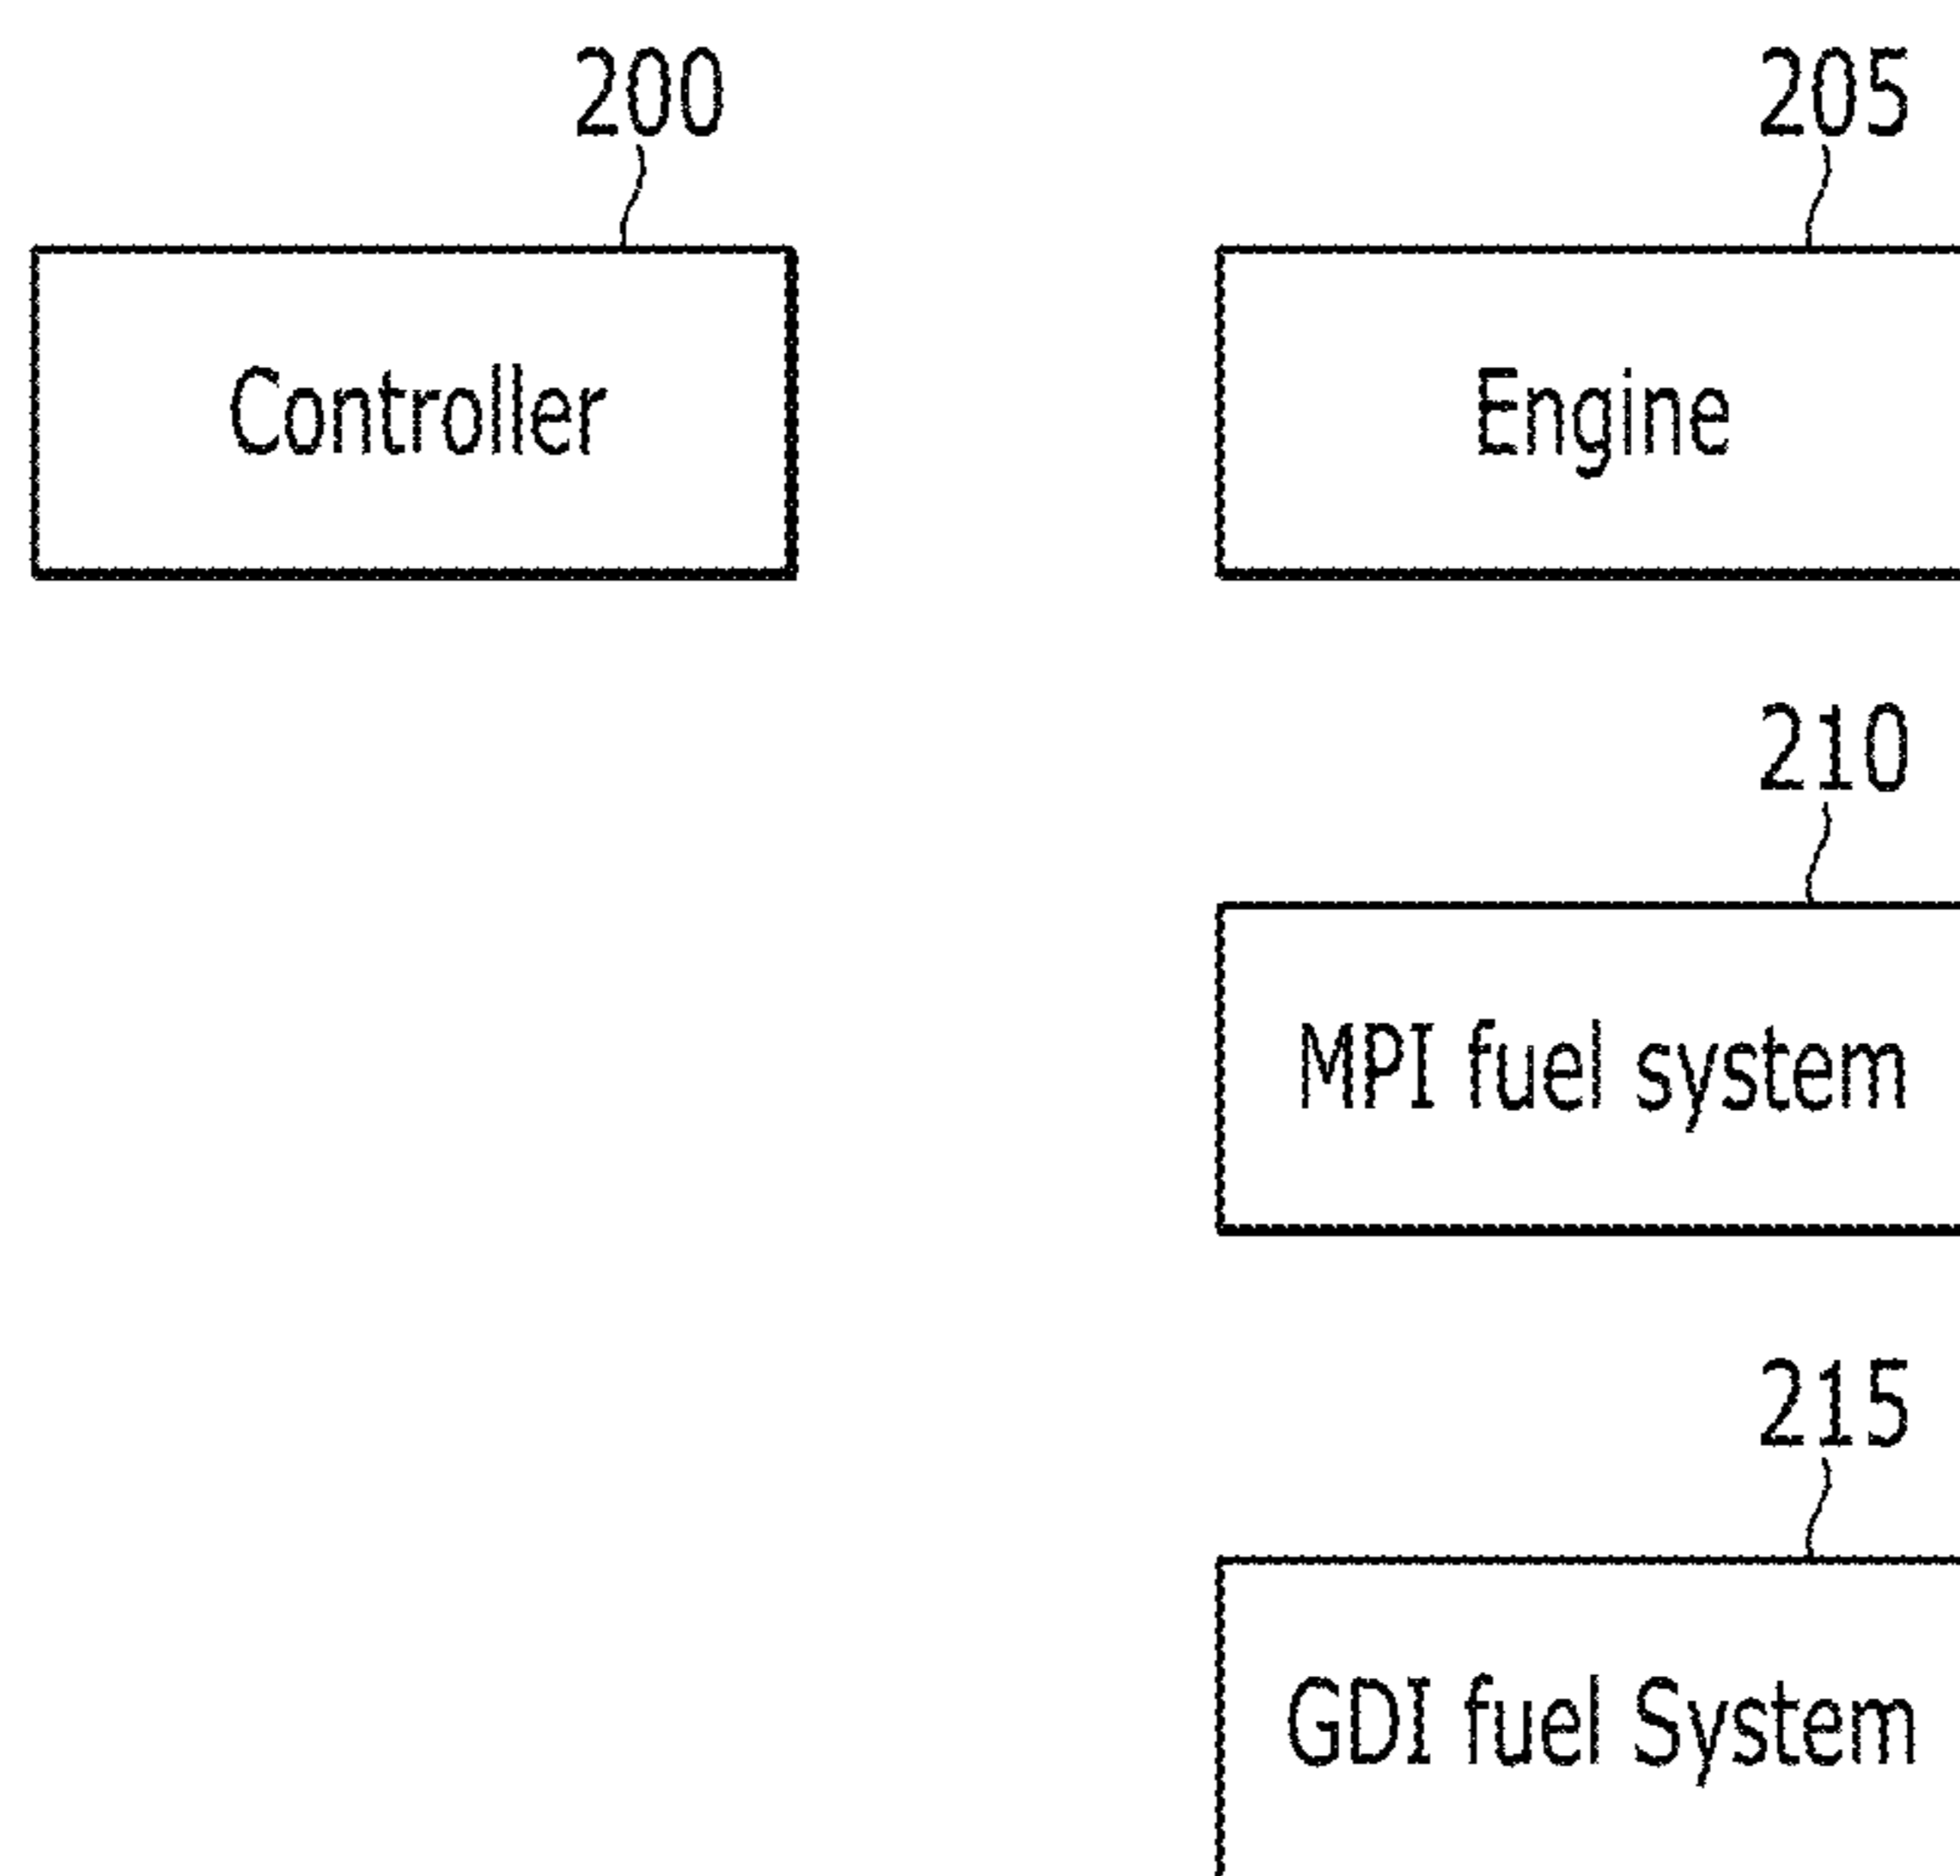 200
Controller
205
Engine
210
MPI fuel system
215
GDI fuel System